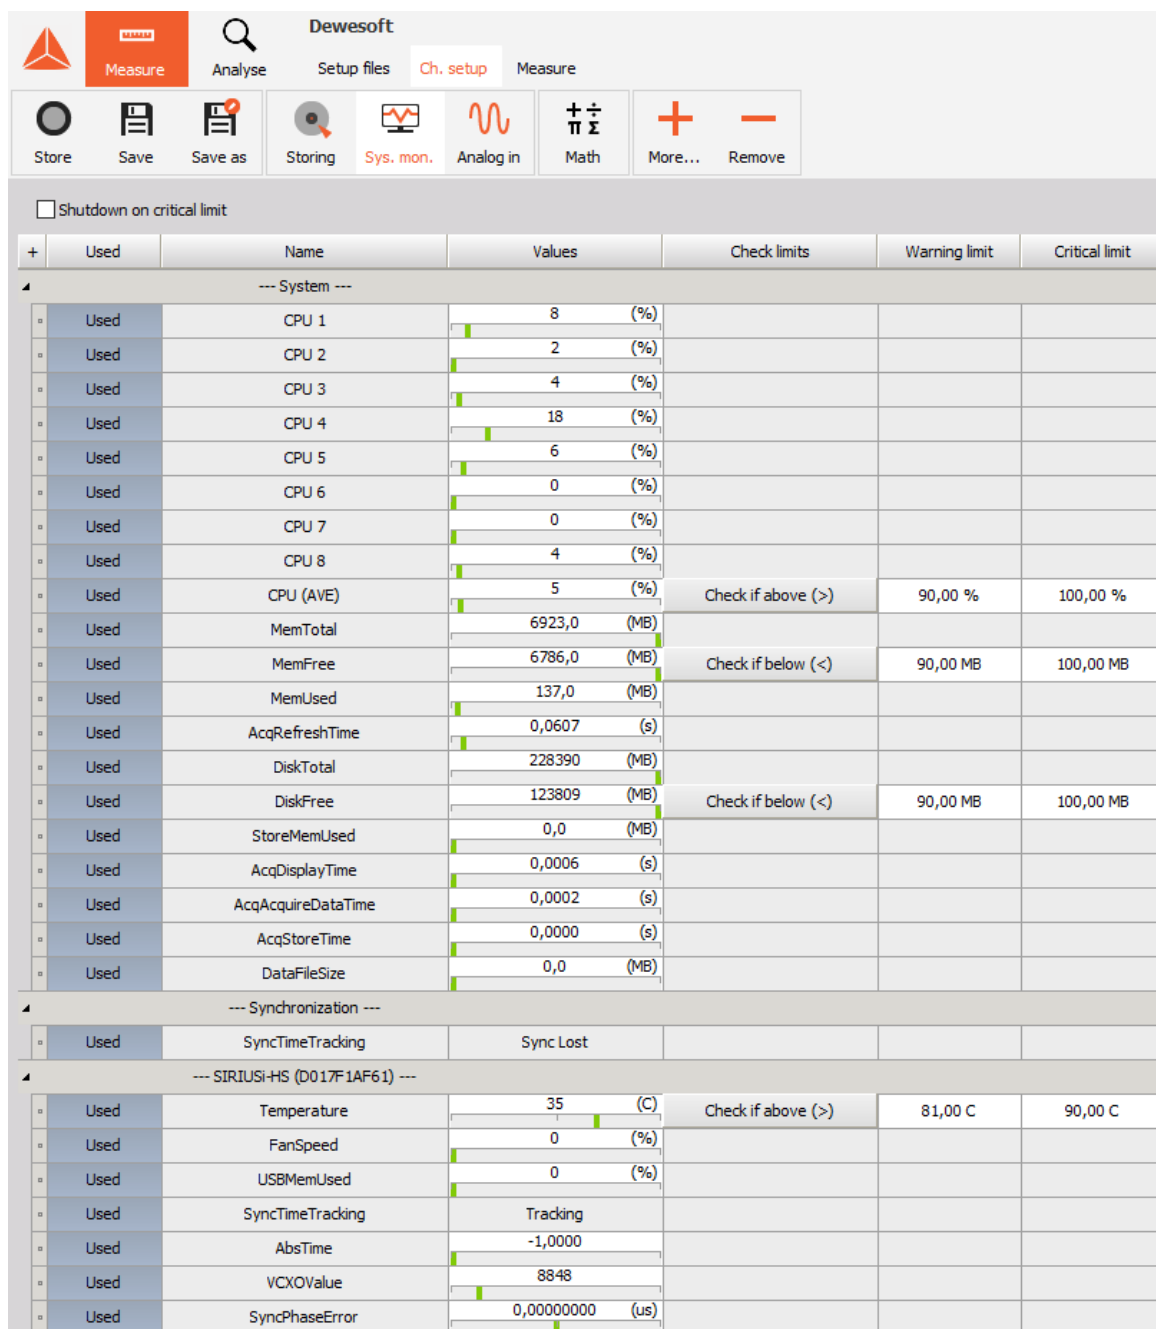 Dewesoft
Measure Analyse Setup files Ch. setup Measure
Store Save Save as Storing Sys. mon. Analog in Math More... Remove
Shutdown on critical limit
+ Used Name Values Check limits Warning limit Critical limit
--- System ---
Used CPU 1 8 (%)
Used CPU 2 2 (%)
Used CPU 3 4 (%)
Used CPU 4 18 (%)
Used CPU 5 6 (%)
Used CPU 6 0 (%)
Used CPU 7 0 (%)
Used CPU 8 4 (%)
Used CPU (AVE) 5 (%) Check if above (>) 90,00 % 100,00 %
Used MemTotal 6923,0 (MB)
Used MemFree 6786,0 (MB) Check if below (<) 90,00 MB 100,00 MB
Used MemUsed 137,0 (MB)
Used AcqRefreshTime 0,0607 (s)
Used DiskTotal 228390 (MB)
Used DiskFree 123809 (MB) Check if below (<) 90,00 MB 100,00 MB
Used StoreMemUsed 0,0 (MB)
Used AcqDisplayTime 0,0006 (s)
Used AcqAcquireDataTime 0,0002 (s)
Used AcqStoreTime 0,0000 (s)
Used DataFileSize 0,0 (MB)
--- Synchronization ---
Used SyncTimeTracking Sync Lost
--- SIRIUSi-HS (D017F1AF61) ---
Used Temperature 35 (C) Check if above (>) 81,00 C 90,00 C
Used FanSpeed 0 (%)
Used USBMemUsed 0 (%)
Used SyncTimeTracking Tracking
Used AbsTime -1,0000
Used VCXOValue 8848
Used SyncPhaseError 0,00000000 (us)